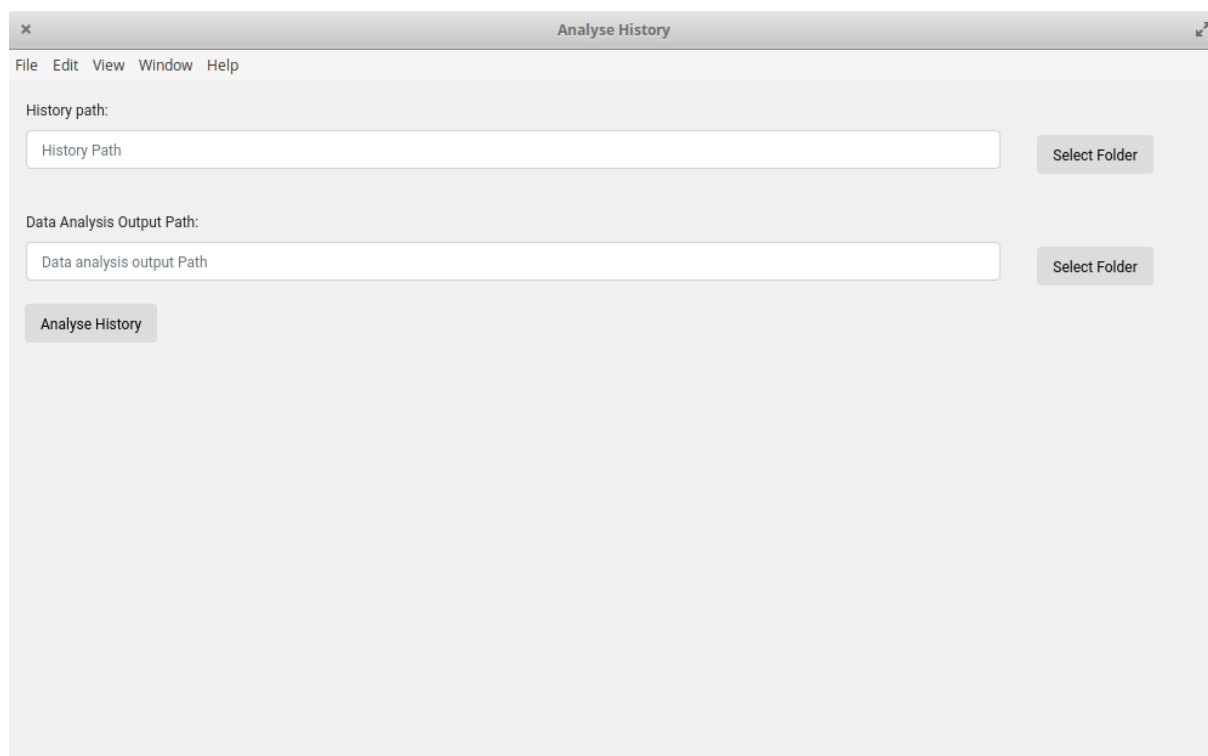 Analyse History
File Edit View Window Help
History path:
History Path
Select Folder
Data Analysis Output Path:
Data analysis output Path
Select Folder
Analyse History